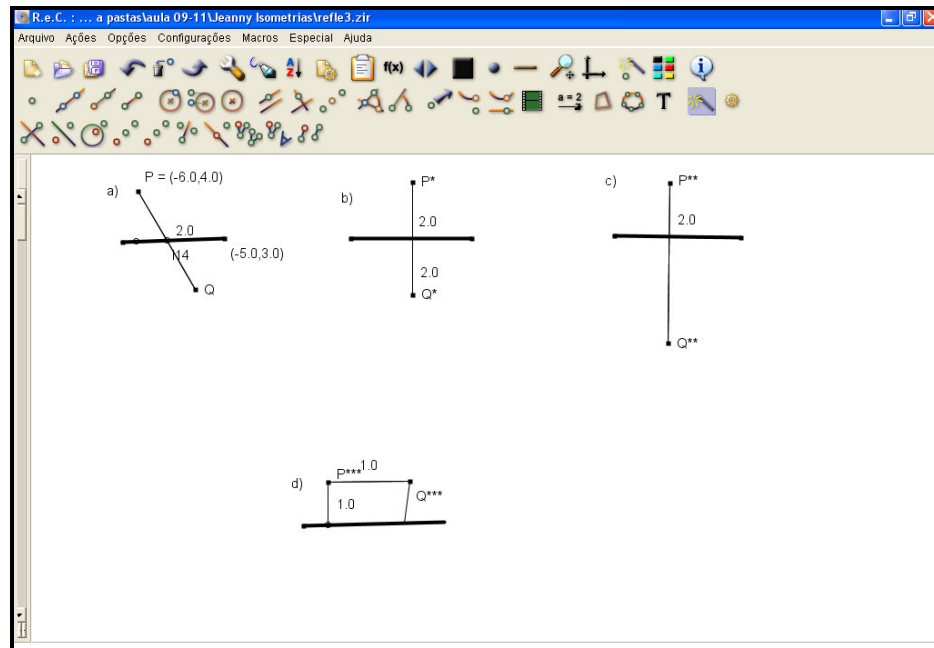 R.e.C. : ... a pastas\aula 09-11\Jeanny Isometrias\refle3.zir
Arquivo Ações Opções Configurações Macros Especial Ajuda
f(x)
a = 2
T
a)
P = (-6.0,4.0)
2.0
(-5.0,3.0)
Q
b)
P*
2.0
2.0
Q*
c)
P**
2.0
Q**
d)
P***
1.0
1.0
Q***